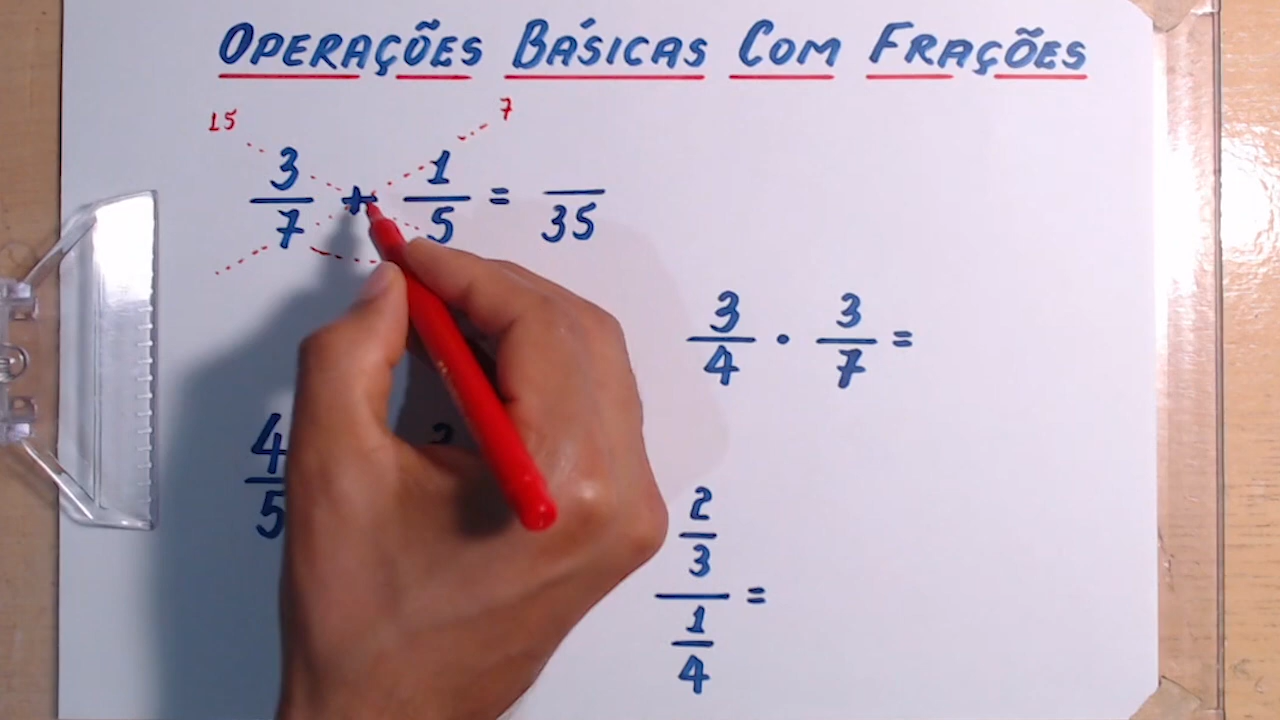 OPERAÇÕES BÁSICAS COM FRAÇÕES
15 7
3/7 + 1/5 = /35
3/4 · 3/7 =
4/5
2/3 / 1/4 =